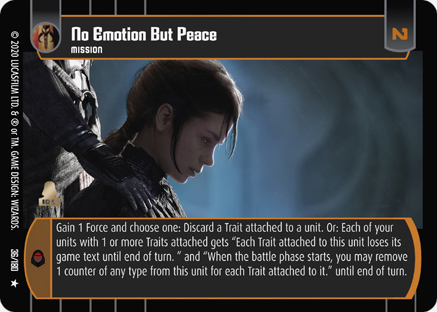 No Emotion But Peace
MISSION
N
Gain 1 Force and choose one: Discard a Trait attached to a unit. Or: Each of your
units with 1 or more Traits attached gets “Each Trait attached to this unit loses its
game text until end of turn. ” and “When the battle phase starts, you may remove
1 counter of any type from this unit for each Trait attached to it.” until end of turn.
© 2020 LUCASFILM LTD. & ® or TM. GAME DESIGN: WIZARDS.